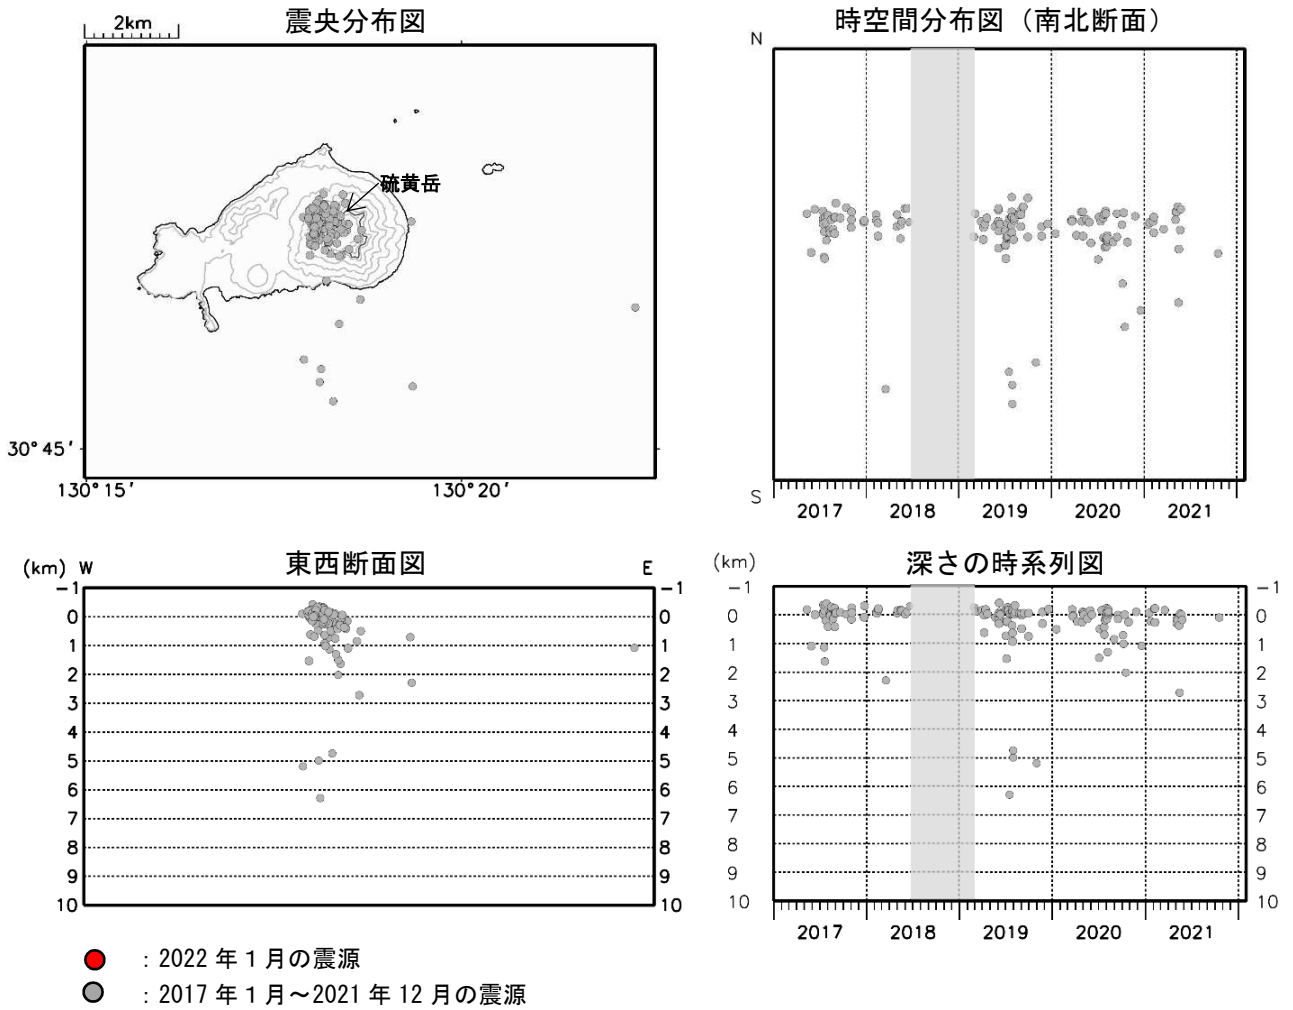 震央分布図
2km
硫黄岳
30°45′
130°15′
130°20′
時空間分布図（南北断面）
N
S
2017 2018 2019 2020 2021
東西断面図
(km) W
E
-1 -1
0 0
1 1
2 2
3 3
4 4
5 5
6 6
7 7
8 8
9 9
10 10
深さの時系列図
(km)
-1 -1
0 0
1 1
2 2
3 3
4 4
5 5
6 6
7 7
8 8
9 9
10 10
2017 2018 2019 2020 2021
：2022 年１月の震源
：2017 年１月～2021 年 12 月の震源